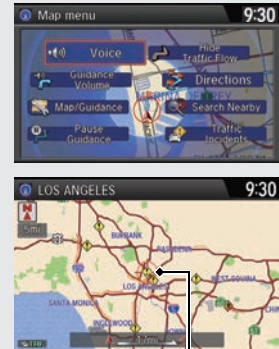 Map menu 9:30
Voice
Hide
Traffic Flow
Guidance
Volume
Directions
Map/Guidance
Search Nearby
Pause
Guidance
Traffic
Incidents
LOS ANGELES 9:30
N
5mi
BURBANK
PASADENA
LOS
WEST COVINA
SANTA MONICA
INGLEWOOD